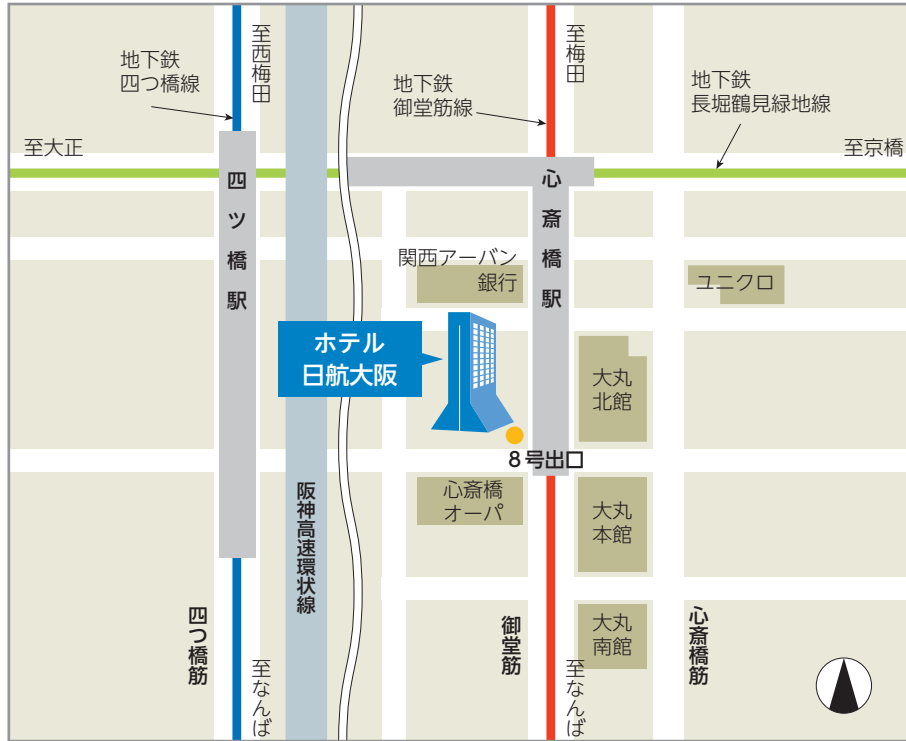 至西梅田
至梅田
地下鉄
四つ橋線
地下鉄
御堂筋線
地下鉄
長堀鶴見緑地線
至大正
至京橋
四ツ橋駅
心斎橋駅
関西アーバン
銀行
ユニクロ
ホテル
日航大阪
大丸
北館
8号出口
心斎橋
オーパ
大丸
本館
阪神高速環状線
四つ橋筋
御堂筋
大丸
南館
心斎橋筋
至なんば
至なんば